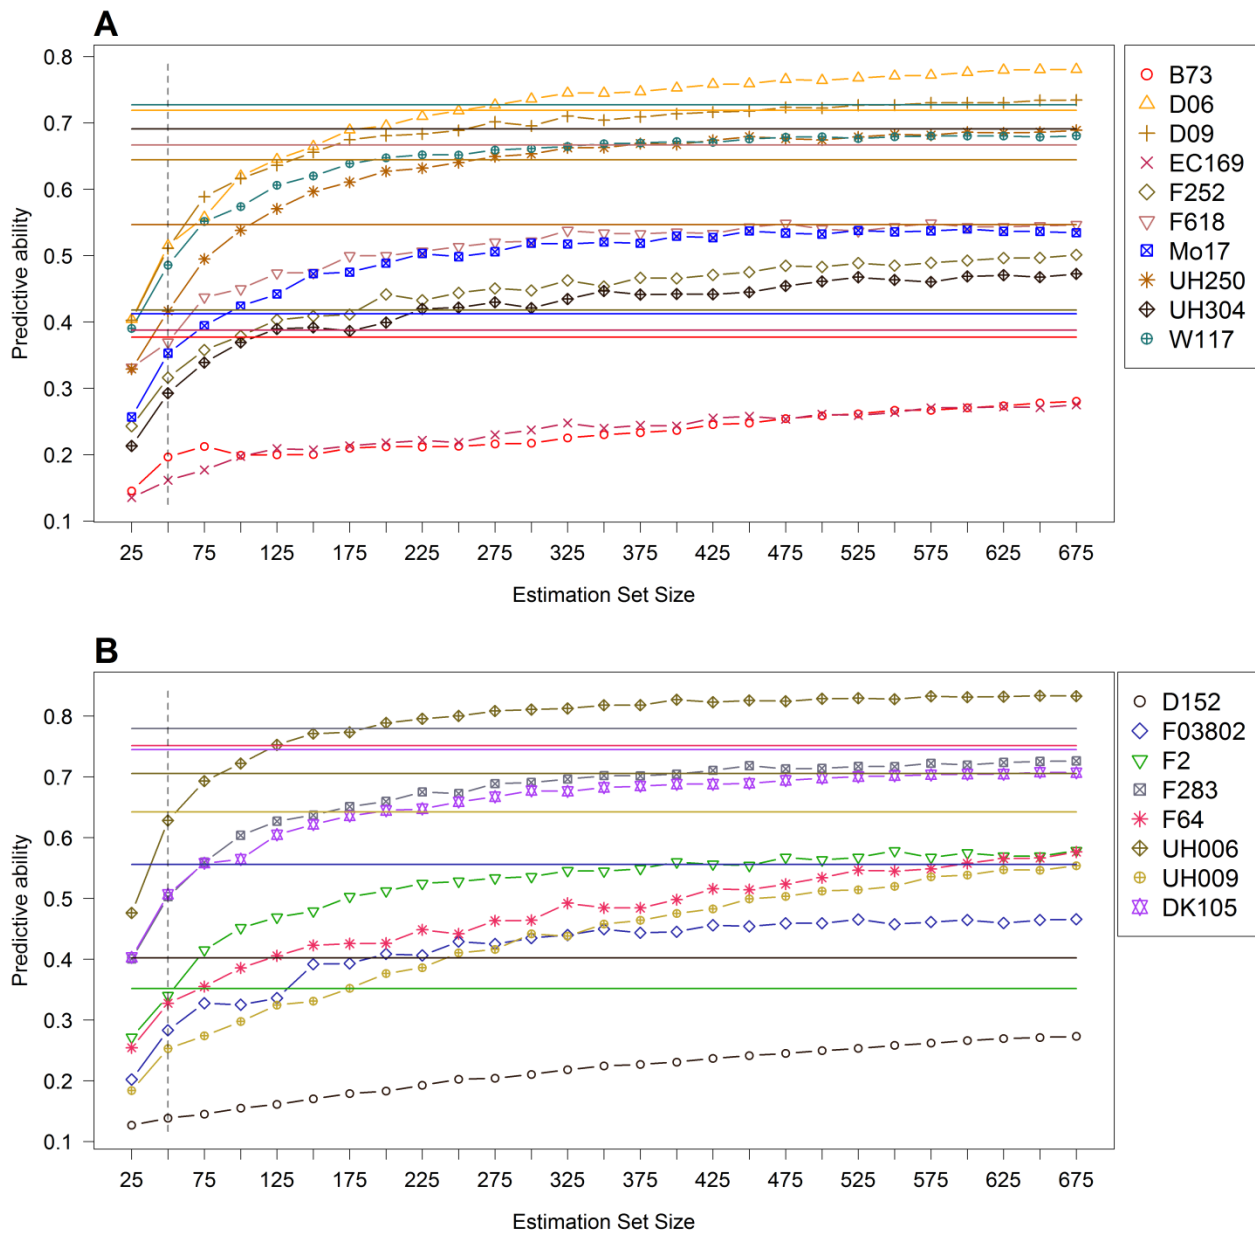 A
0.8
0.7
0.6
0.5
0.4
0.3
0.2
0.1
Predictive ability
25 75 125 175 225 275 325 375 425 475 525 575 625 675
Estimation Set Size
B73
D06
D09
EC169
F252
F618
Mo17
UH250
UH304
W117
B
0.8
0.7
0.6
0.5
0.4
0.3
0.2
0.1
Predictive ability
25 75 125 175 225 275 325 375 425 475 525 575 625 675
Estimation Set Size
D152
F03802
F2
F283
F64
UH006
UH009
DK105